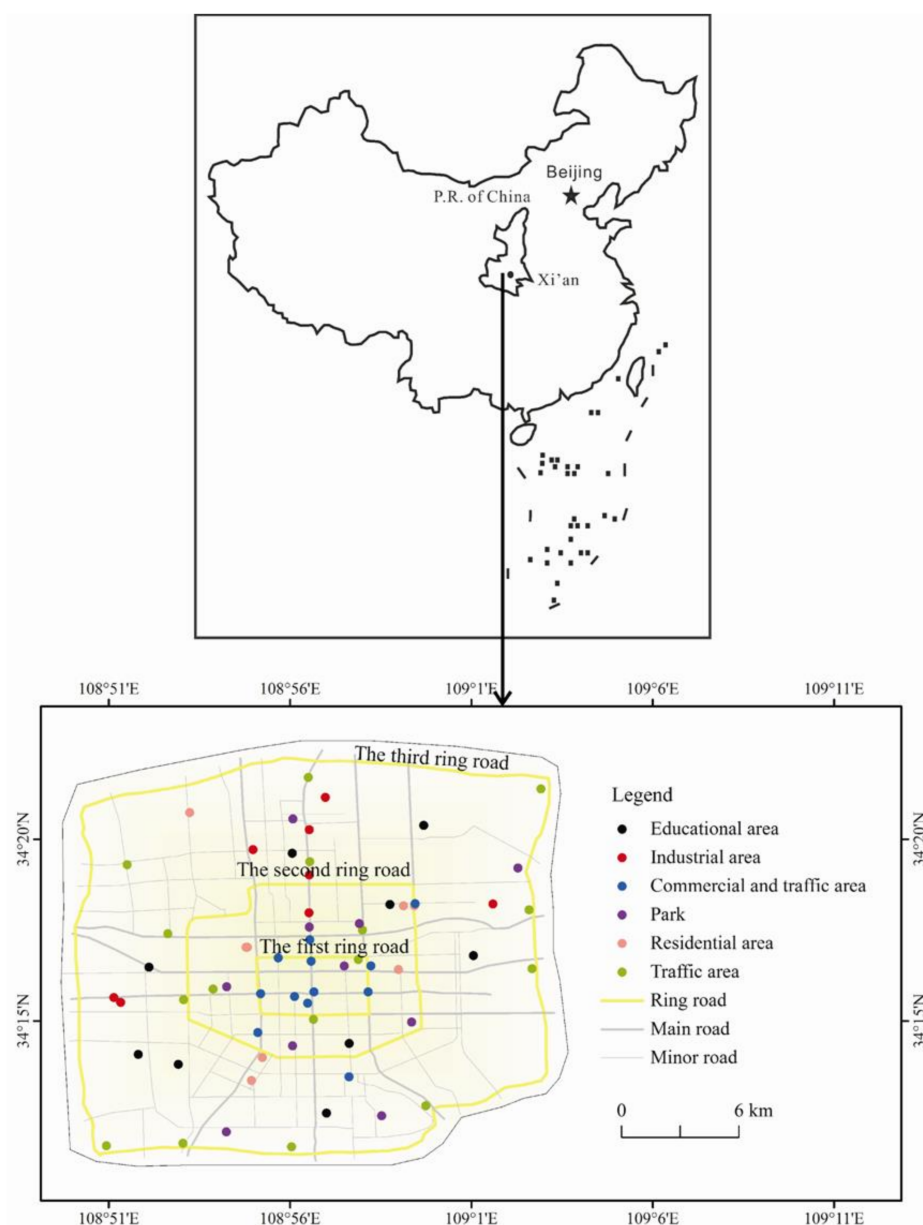 Beijing
P.R. of China
Xi'an
108°51'E 108°56'E 109°1'E 109°6'E 109°11'E
The third ring road
Legend
34°20'N 34°20'N
Educational area
Industrial area
The second ring road
Commercial and traffic area
Park
The first ring road
Residential area
Traffic area
Ring road
34°15'N 34°15'N
Main road
Minor road
0 6 km
108°51'E 108°56'E 109°1'E 109°6'E 109°11'E